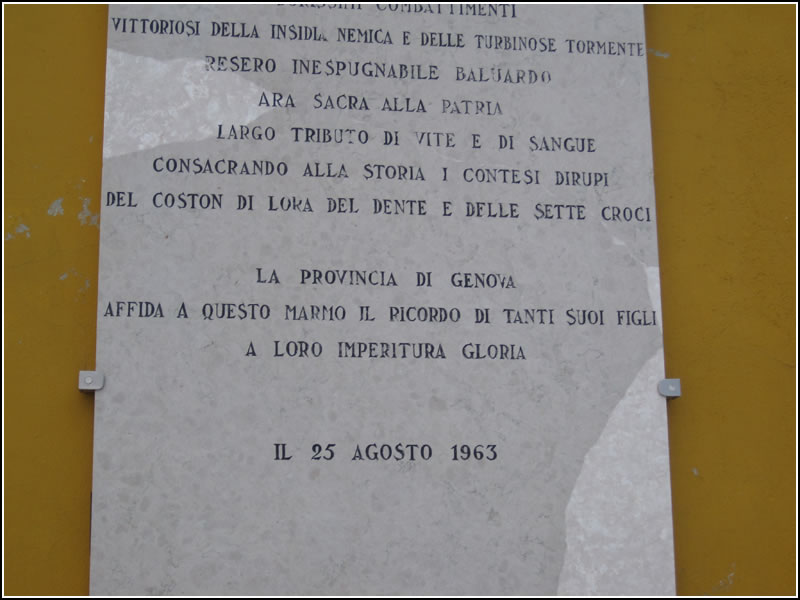 DURISSIMI COMBATTIMENTI
VITTORIOSI DELLA INSIDIA NEMICA E DELLE TURBINOSE TORMENTE
RESERO INESPUGNABILE BALUARDO
ARA SACRA ALLA PATRIA
LARGO TRIBUTO DI VITE E DI SANGUE
CONSACRANDO ALLA STORIA I CONTESI DIRUPI
DEL COSTON DI LORA DEL DENTE E DELLE SETTE CROCI
LA PROVINCIA DI GENOVA
AFFIDA A QUESTO MARMO IL RICORDO DI TANTI SUOI FIGLI
A LORO IMPERITURA GLORIA
IL 25 AGOSTO 1963